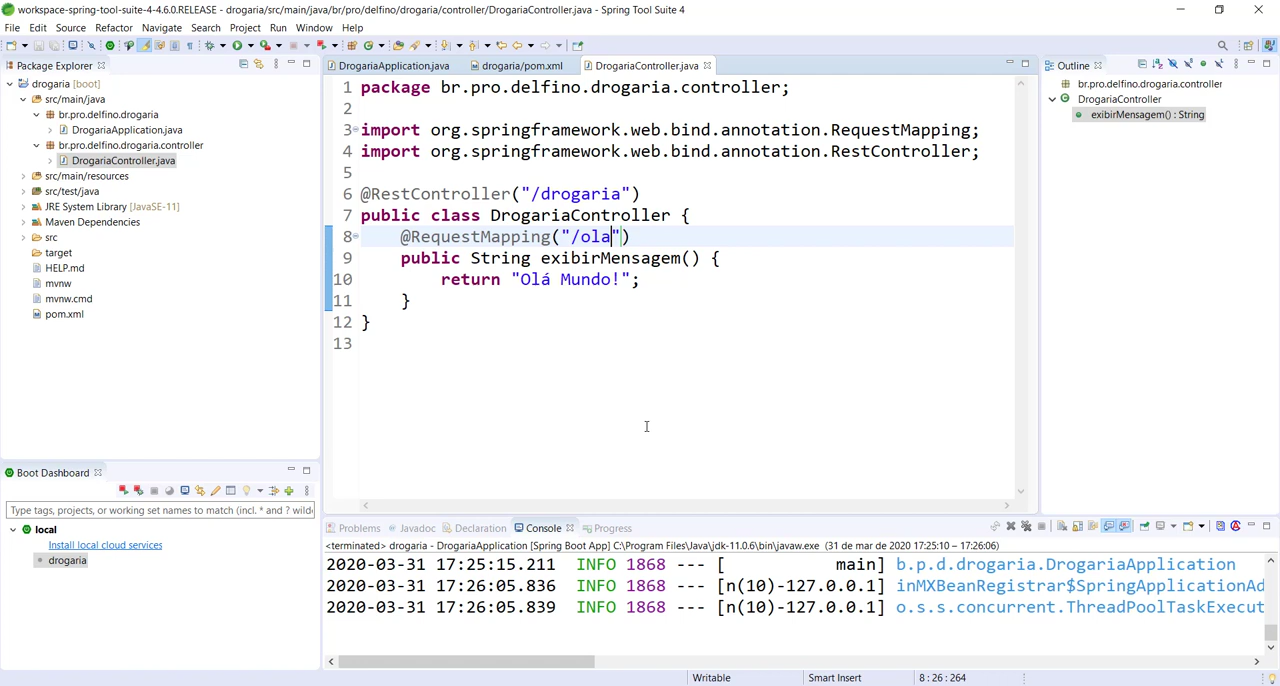 workspace-spring-tool-suite-4-4.6.0.RELEASE - drogaria/src/main/java/br/pro/delfino/drogaria/controller/DrogariaController.java - Spring Tool Suite 4
File Edit Source Refactor Navigate Search Project Run Window Help
Package Explorer
drogaria [boot]
src/main/java
br.pro.delfino.drogaria
DrogariaApplication.java
br.pro.delfino.drogaria.controller
DrogariaController.java
src/main/resources
src/test/java
JRE System Library [JavaSE-11]
Maven Dependencies
src
target
HELP.md
mvnw
mvnw.cmd
pom.xml
DrogariaApplication.java drogaria/pom.xml DrogariaController.java
1 package br.pro.delfino.drogaria.controller;
2
3 import org.springframework.web.bind.annotation.RequestMapping;
4 import org.springframework.web.bind.annotation.RestController;
5
6 @RestController("/drogaria")
7 public class DrogariaController {
8 @RequestMapping("/ola")
9 public String exibirMensagem() {
10 return "Olá Mundo!";
11 }
12 }
13
Outline
br.pro.delfino.drogaria.controller
DrogariaController
exibirMensagem() : String
Boot Dashboard
Type tags, projects, or working set names to match (incl. * and ? wild
local
Install local cloud services
drogaria
Problems Javadoc Declaration Console Progress
<terminated> drogaria - DrogariaApplication [Spring Boot App] C:\Program Files\Java\jdk-11.0.6\bin\javaw.exe (31 de mar de 2020 17:25:10 – 17:26:06)
2020-03-31 17:25:15.211 INFO 1868 --- [ main] b.p.d.drogaria.DrogariaApplication
2020-03-31 17:26:05.836 INFO 1868 --- [n(10)-127.0.0.1] inMXBeanRegistrar$SpringApplicationAd
2020-03-31 17:26:05.839 INFO 1868 --- [n(10)-127.0.0.1] o.s.s.concurrent.ThreadPoolTaskExecut
Writable Smart Insert 8 : 26 : 264